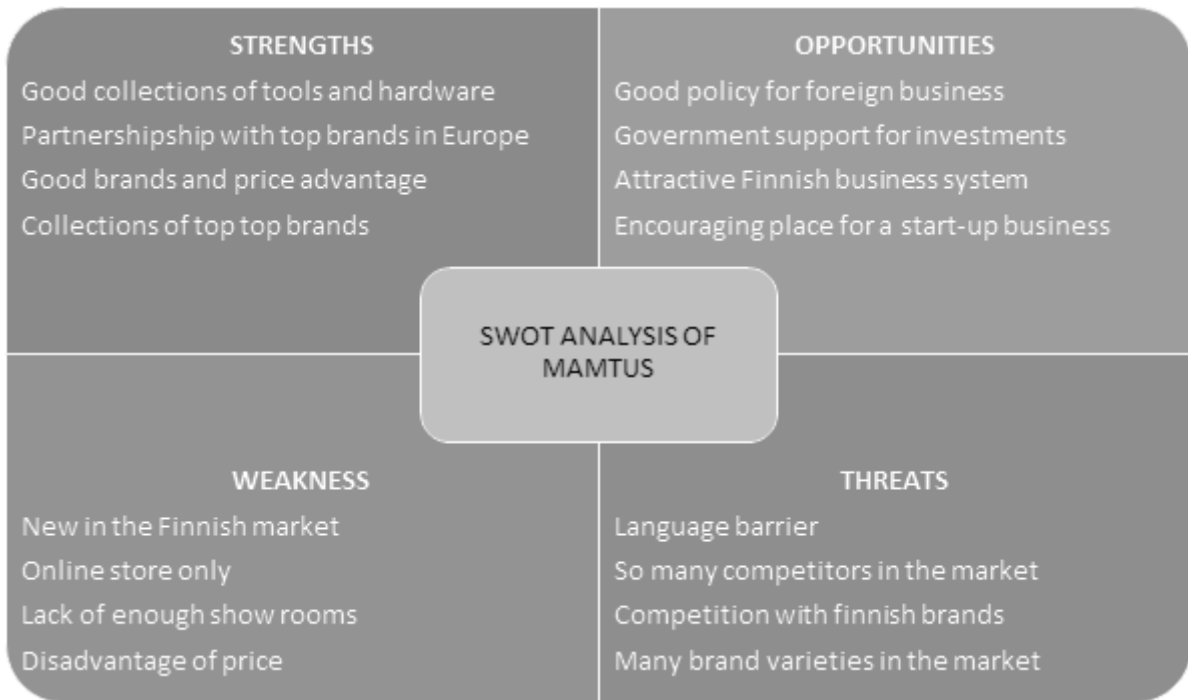 STRENGTHS
Good collections of tools and hardware
Partnershipship with top brands in Europe
Good brands and price advantage
Collections of top top brands
OPPORTUNITIES
Good policy for foreign business
Government support for investments
Attractive Finnish business system
Encouraging place for a start-up business
SWOT ANALYSIS OF
MAMTUS
WEAKNESS
New in the Finnish market
Online store only
Lack of enough show rooms
Disadvantage of price
THREATS
Language barrier
So many competitors in the market
Competition with finnish brands
Many brand varieties in the market